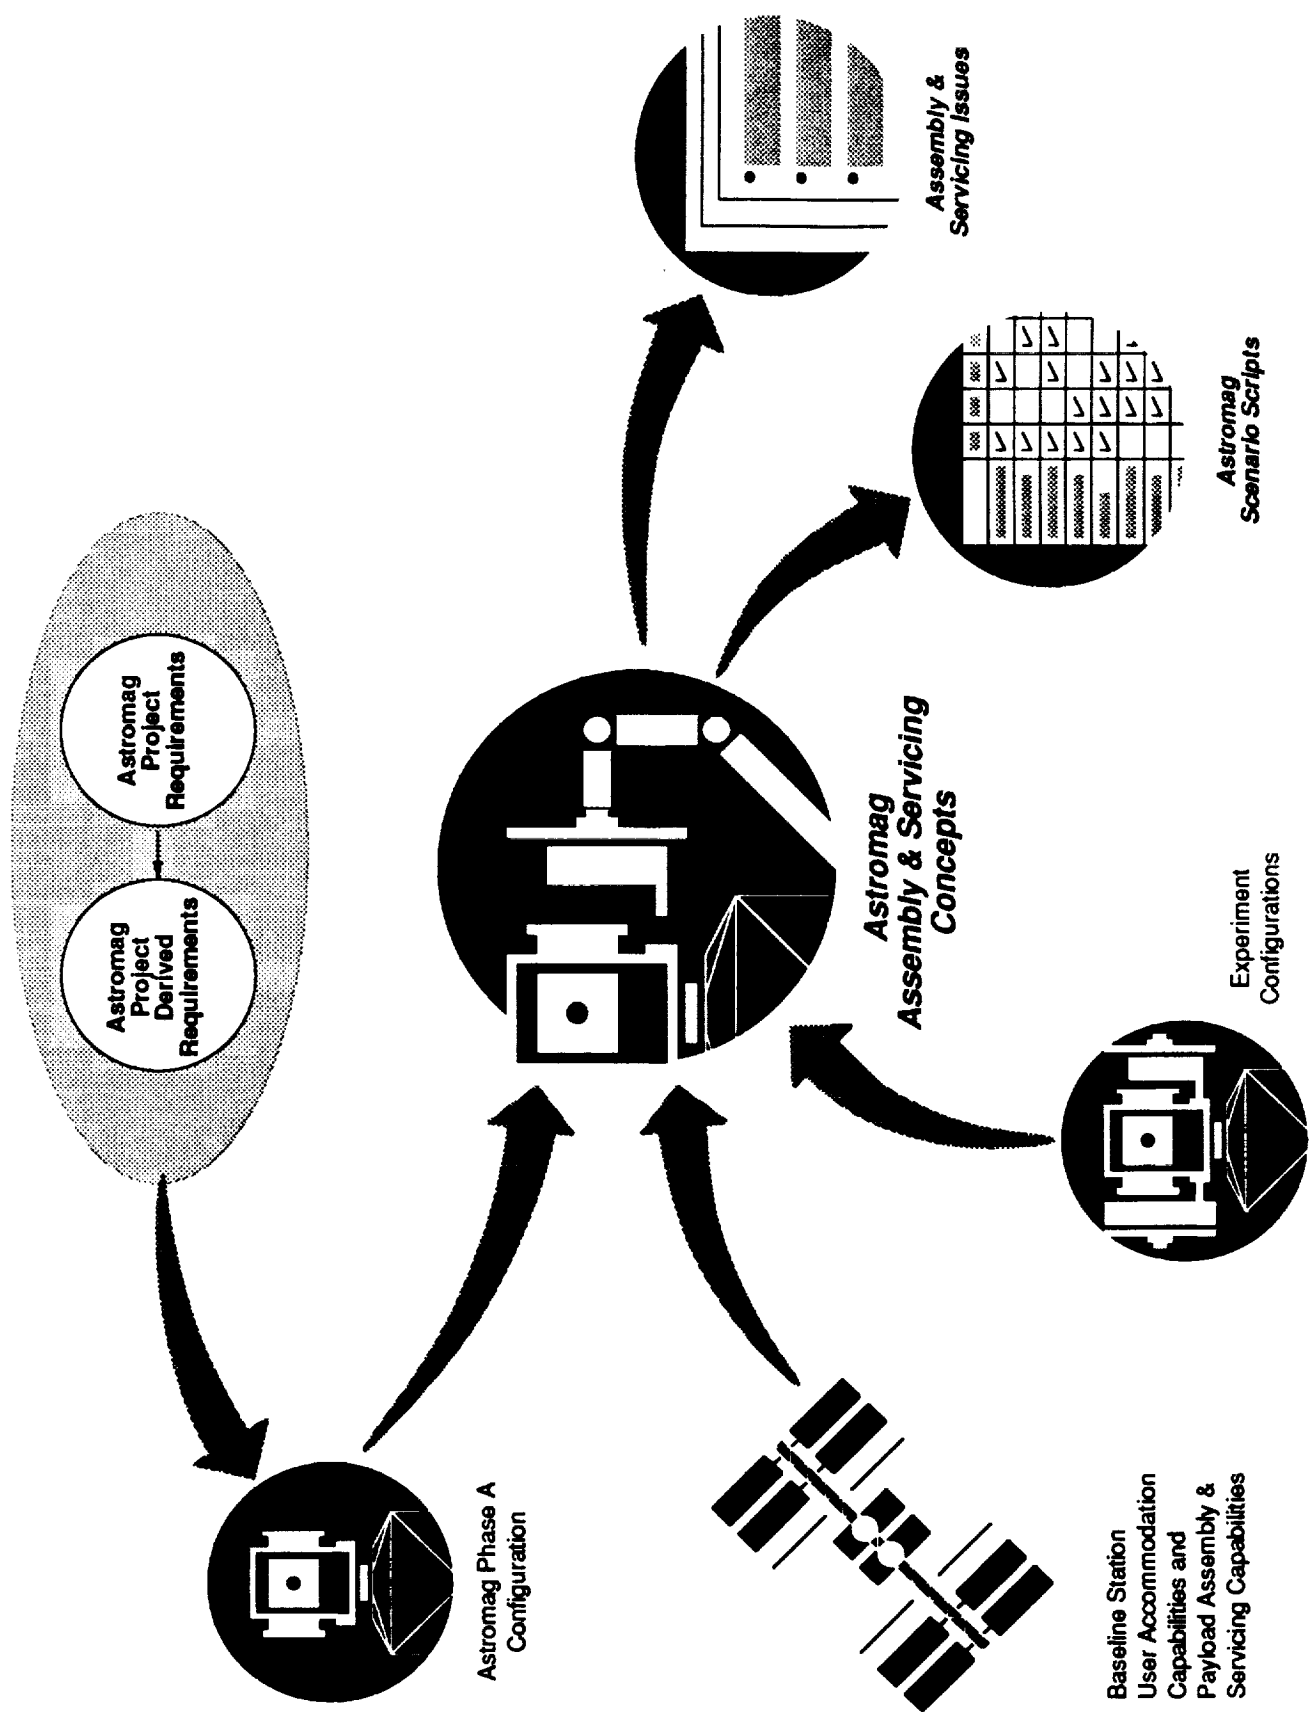 Astromag
Project
Derived
Requirements
Astromag
Project
Requirements
Astromag Phase A
Configuration
Astromag
Assembly & Servicing
Concepts
Assembly &
Servicing Issues
Baseline Station
User Accommodation
Capabilities and
Payload Assembly &
Servicing Capabilities
Experiment
Configurations
Astromag
Scenario Scripts